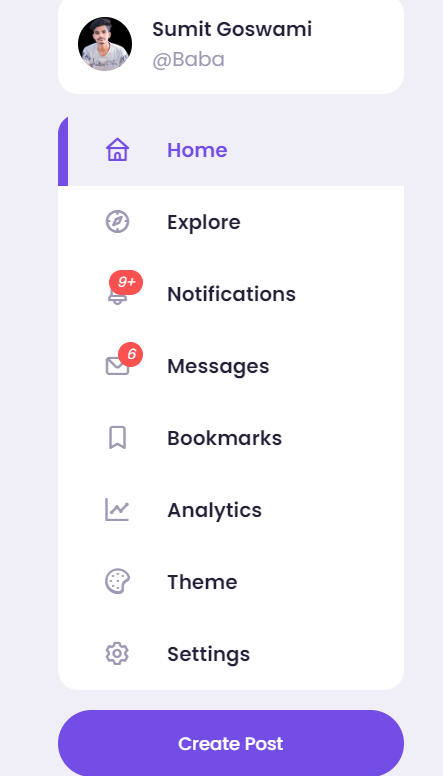 Sumit Goswami
@Baba
Home
Explore
9+
Notifications
6
Messages
Bookmarks
Analytics
Theme
Settings
Create Post